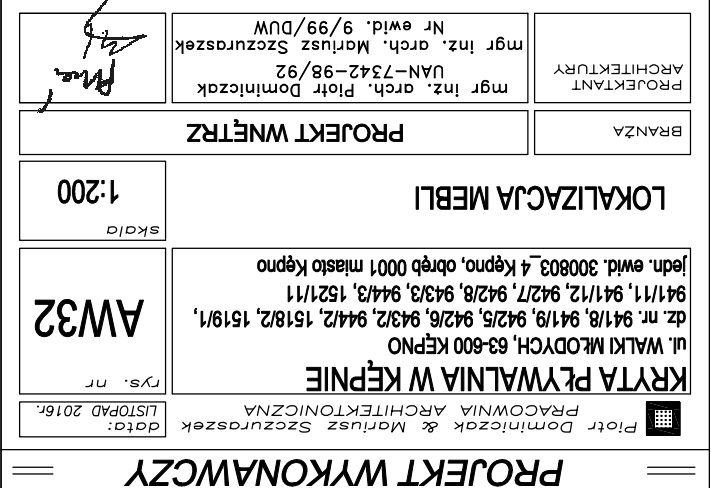 PROJEKT WYKONAWCZY
Piotr Dominiczak & Mariusz Szczuraszek
PRACOWNIA ARCHITEKTONICZNA
data:
LISTOPAD 2016r.
KRYTA PŁYWALNIA W KĘPNIE
ul. WALKI MŁODYCH, 63-600 KĘPNO
dz. nr. 941/8, 941/9, 942/5, 942/6, 943/2, 944/2, 1518/2, 1519/1,
941/11, 941/12, 942/7, 942/8, 943/3, 944/3, 1521/11
jedn. ewid. 300803_4 Kępno, obręb 0001 miasto Kępno
rys. nr
AW32
LOKALIZACJA MEBLI
skala
1:200
BRANŻA
PROJEKT WNĘTRZ
PROJEKTANT
ARCHITEKTURY
mgr inż. arch. Piotr Dominiczak
UAN-7342-98/92
mgr inż. arch. Mariusz Szczuraszek
Nr ewid. 9/99/DUW